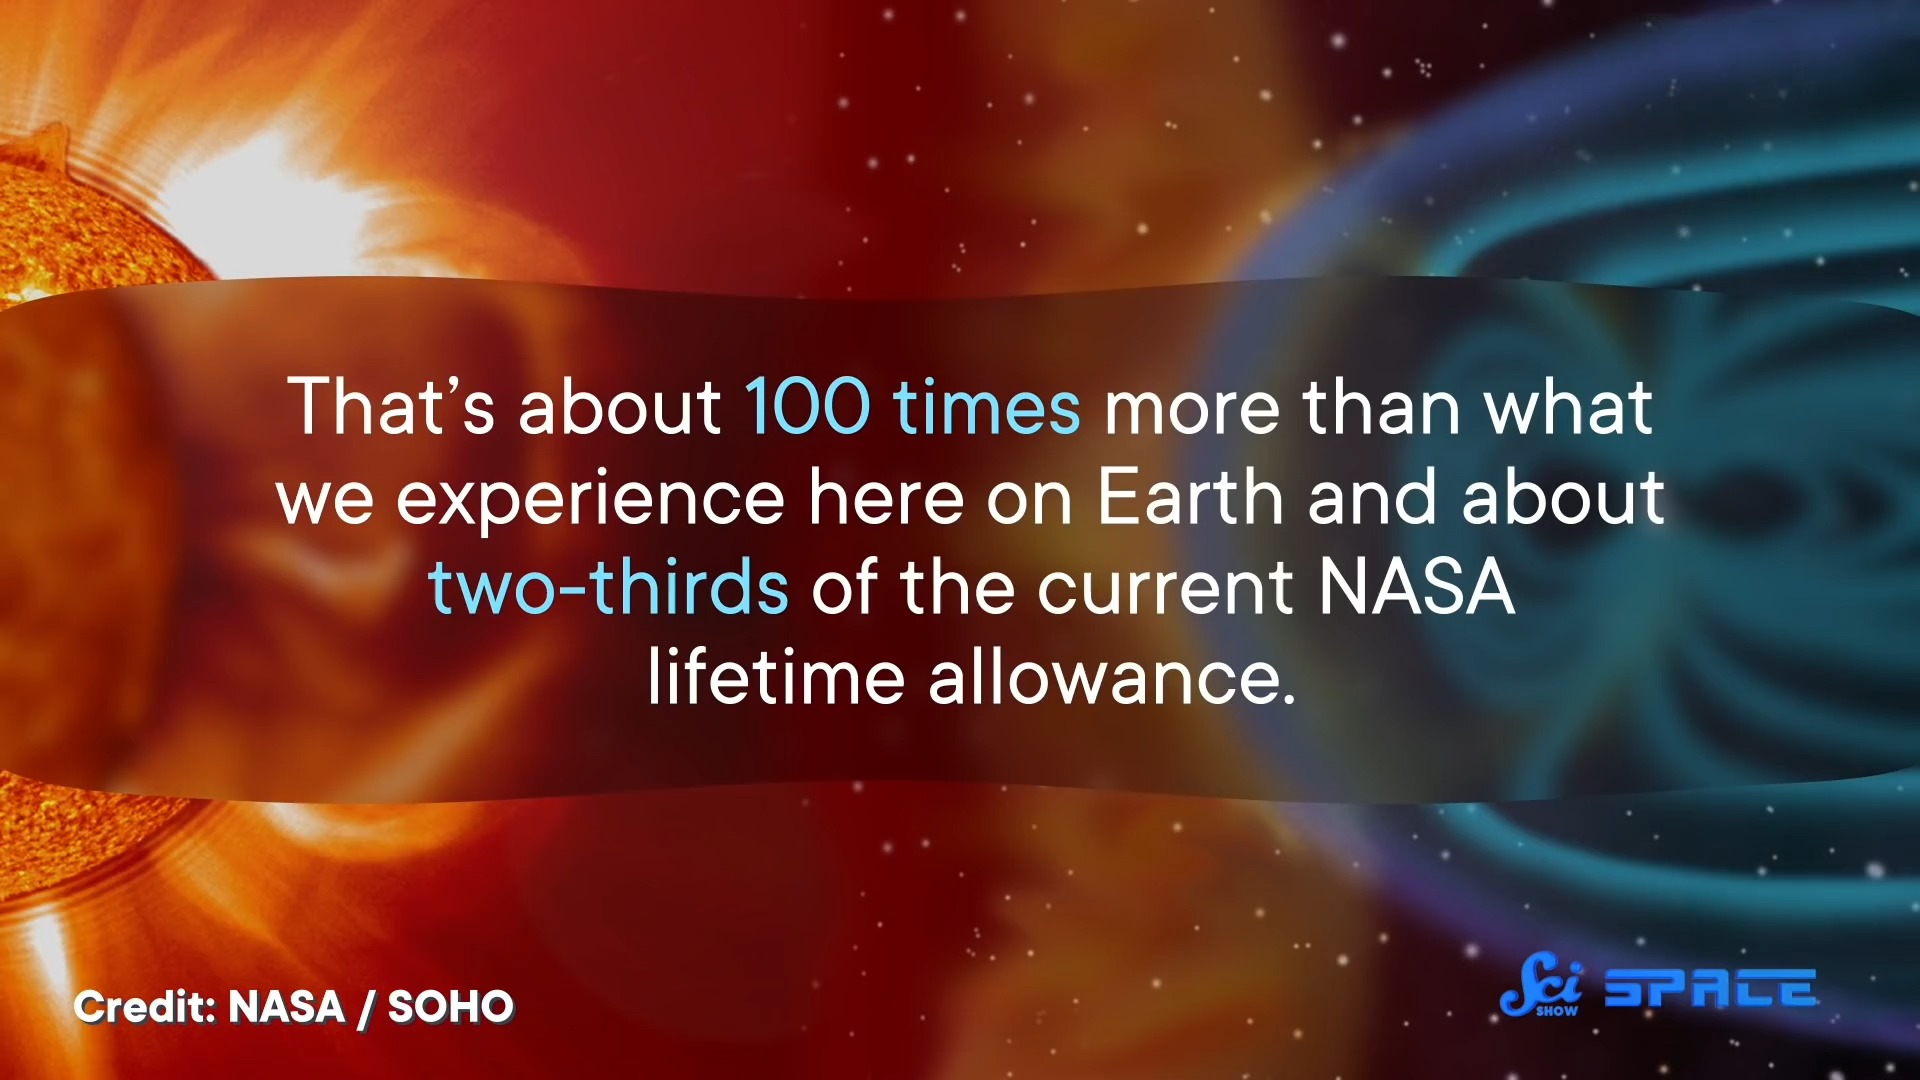 That’s about 100 times more than what
we experience here on Earth and about
two-thirds of the current NASA
lifetime allowance.
Credit: NASA / SOHO
Sci SHOW SPACE